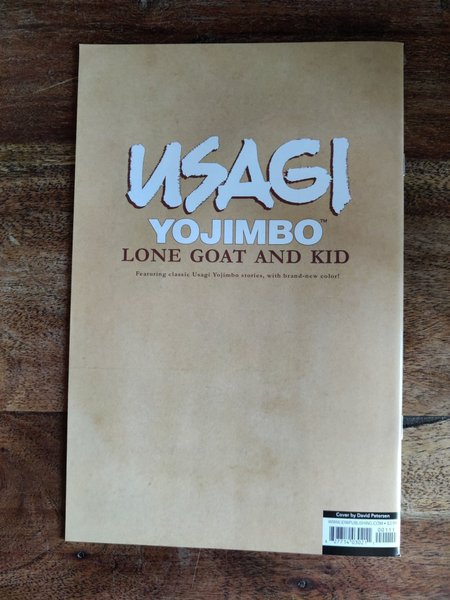 USAGI
YOJIMBO™
LONE GOAT AND KID
Featuring classic Usagi Yojimbo stories, with brand-new color!
Cover by David Petersen
00111